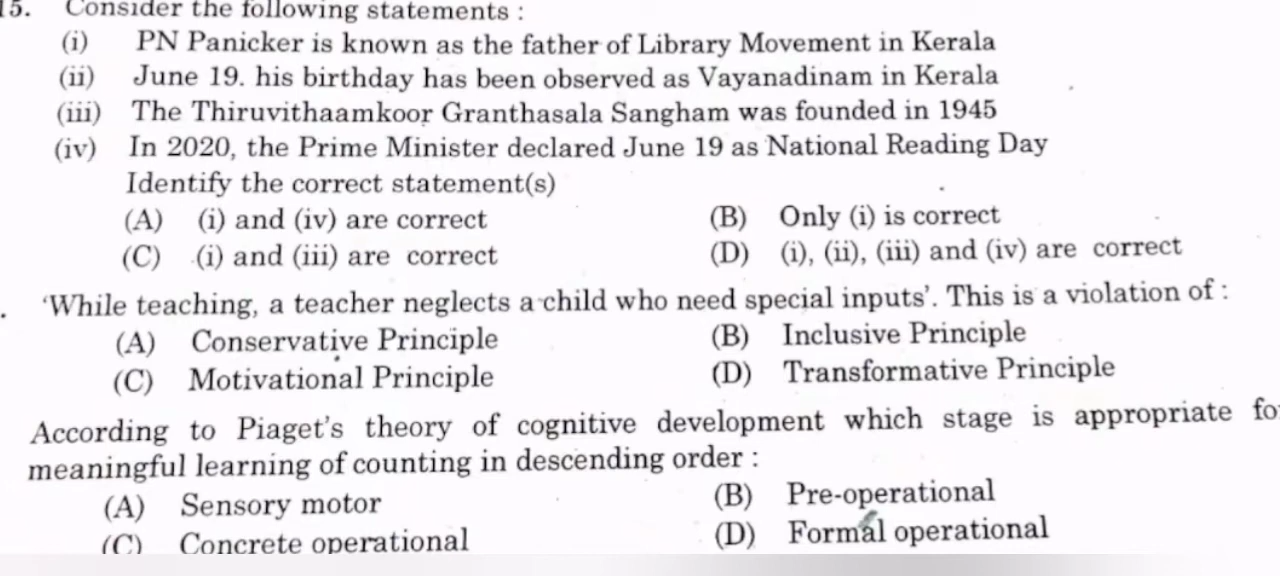 15. Consider the following statements :
(i) PN Panicker is known as the father of Library Movement in Kerala
(ii) June 19. his birthday has been observed as Vayanadinam in Kerala
(iii) The Thiruvithaamkoor Granthasala Sangham was founded in 1945
(iv) In 2020, the Prime Minister declared June 19 as National Reading Day
Identify the correct statement(s)
(A) (i) and (iv) are correct (B) Only (i) is correct
(C) (i) and (iii) are correct (D) (i), (ii), (iii) and (iv) are correct
. 'While teaching, a teacher neglects a child who need special inputs'. This is a violation of :
(A) Conservative Principle (B) Inclusive Principle
(C) Motivational Principle (D) Transformative Principle
According to Piaget's theory of cognitive development which stage is appropriate fo
meaningful learning of counting in descending order :
(A) Sensory motor (B) Pre-operational
(C) Concrete operational (D) Formal operational